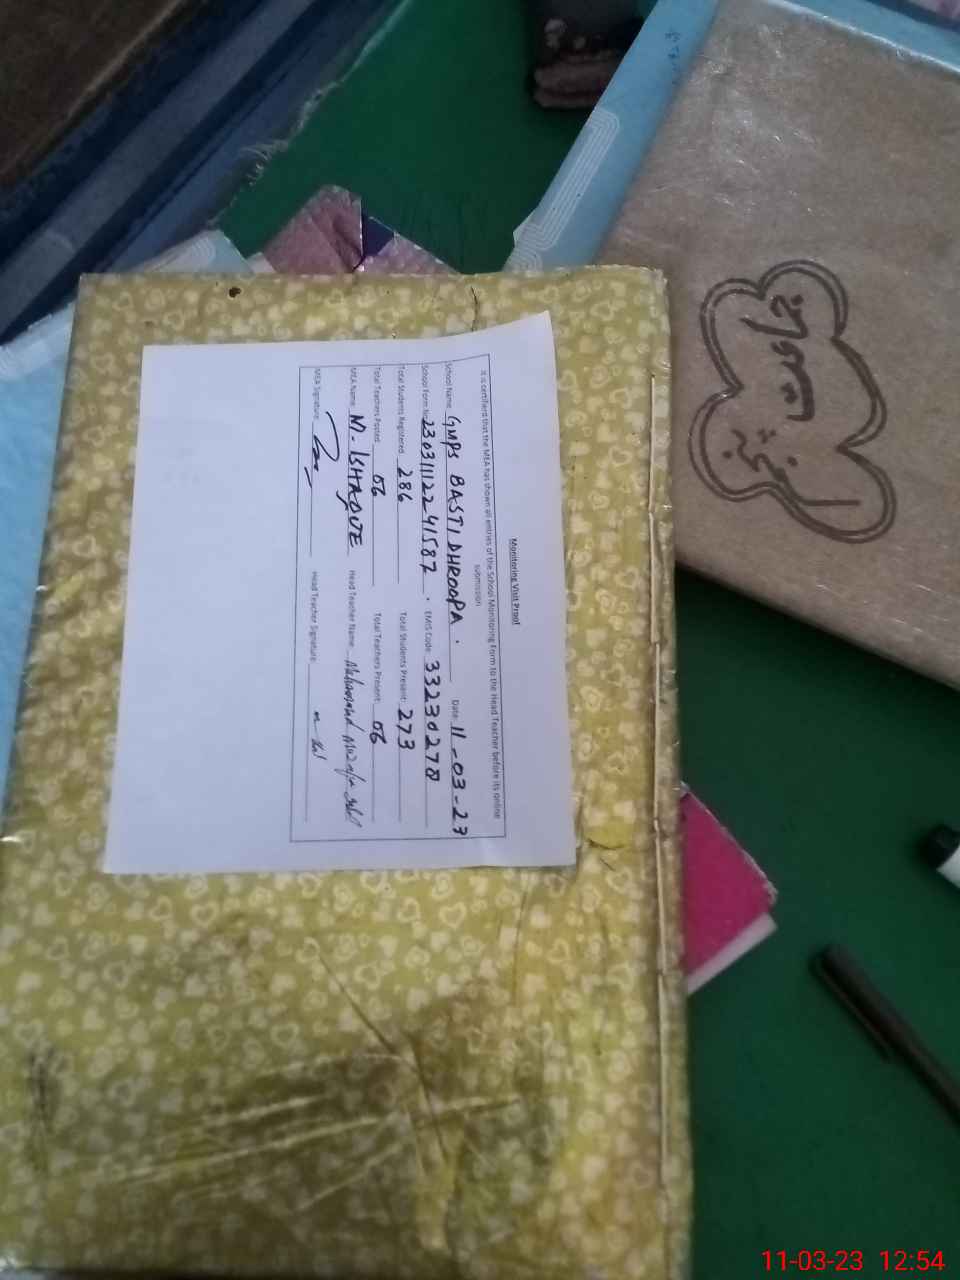 Monitoring Visit Proof
It is certified that the MEA has shown all entries of the School Monitoring Form to the Head Teacher before its online
submission
School Name: GMPS BASTI DHROOPA. Date: 11-03-23
School Form No: 2303111224 1587. EMIS Code: 33230278
Total Students Registered: 286 Total Students Present: 273
Total Teachers Posted: 06 Total Teachers Present: 06
MEA Name: M. ISHAQUE Head Teacher Name: Muhammad
MEA Signature: Head Teacher Signature:
11-03-23 12:54